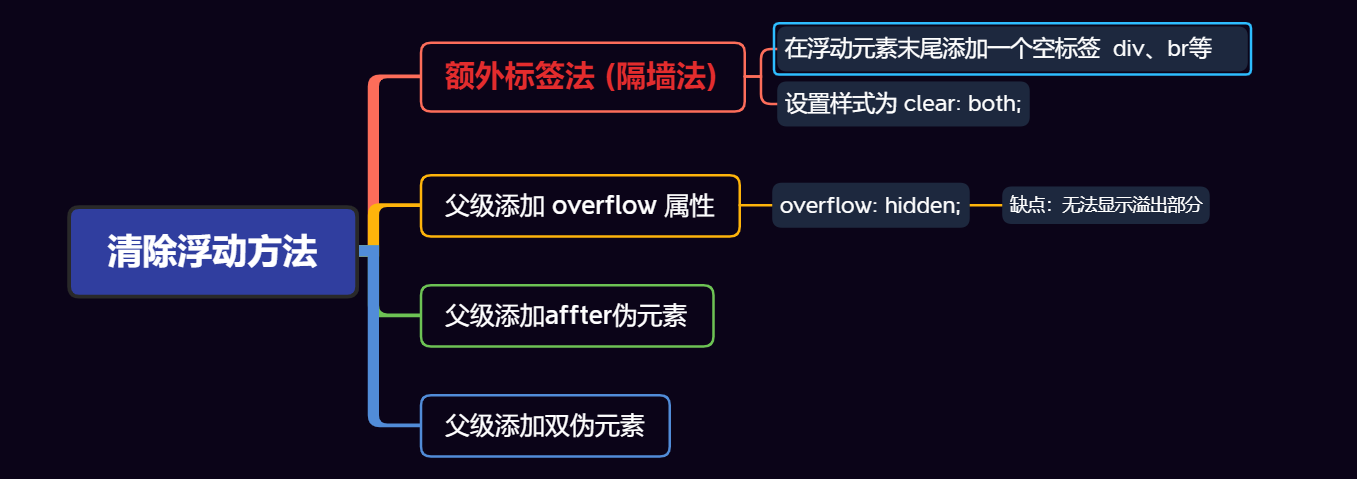 清除浮动方法
额外标签法 (隔墙法)
在浮动元素末尾添加一个空标签 div、br等
设置样式为 clear: both;
父级添加 overflow 属性
overflow: hidden;
缺点：无法显示溢出部分
父级添加affter伪元素
父级添加双伪元素